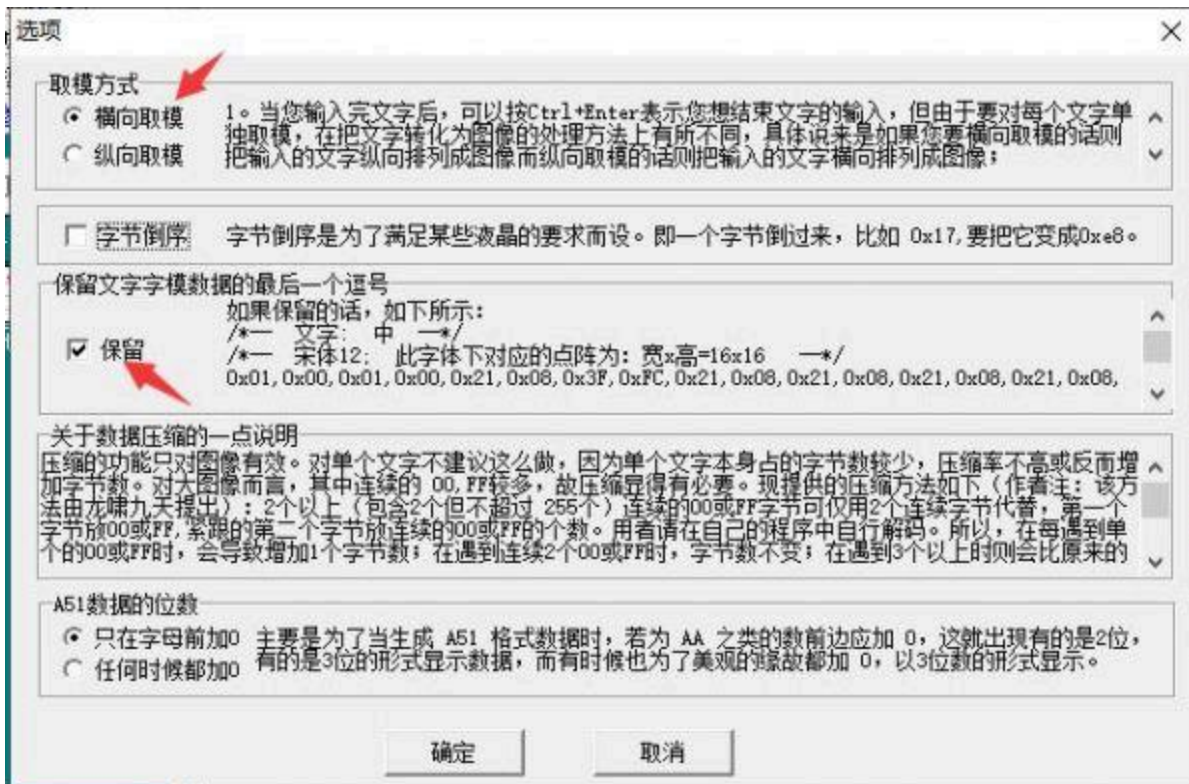 选项
取模方式
横向取模
纵向取模
1。当您输入完文字后，可以按Ctrl+Enter表示您想结束文字的输入，但由于要对每个文字单
独取模，在把文字转化为图像的处理方法上有所不同，具体说来是如果您要横向取模的话则
把输入的文字纵向排列成图像而纵向取模的话则把输入的文字横向排列成图像；
字节倒序
字节倒序是为了满足某些液晶的要求而设。即一个字节倒过来，比如 0x17,要把它变成0xe8。
保留文字字模数据的最后一个逗号
保留
如果保留的话，如下所示：
/*— 文字: 中 —*/
/*— 宋体12; 此字体下对应的点阵为：宽x高=16x16 —*/
0x01,0x00,0x01,0x00,0x21,0x08,0x3F,0xFC,0x21,0x08,0x21,0x08,0x21,0x08,0x21,0x08,
关于数据压缩的一点说明
压缩的功能只对图像有效。对单个文字不建议这么做，因为单个文字本身占的字节数较少，压缩率不高或反而增
加字节数。对大图像而言，其中连续的 00,FF较多，故压缩显得有必要。现提供的压缩方法如下（作者注：该方
法由龙啸九天提出）：2个以上（包含2个但不超过 255个）连续的00或FF字节可仅用2个连续字节代替，第一个
字节放00或FF,紧跟的第二个字节放连续的00或FF的个数。用者请在自己的程序中自行解码。所以，在每遇到单
个的00或FF时，会导致增加1个字节数；在遇到连续2个00或FF时，字节数不变；在遇到3个以上时则会比原来的
A51数据的位数
只在字母前加0
任何时候都加0
主要是为了当生成 A51 格式数据时，若为 AA 之类的数前边应加 0，这就出现有的是2位，
有的是3位的形式显示数据，而有时候也为了美观的缘故都加 0，以3位数的形式显示。
确定
取消